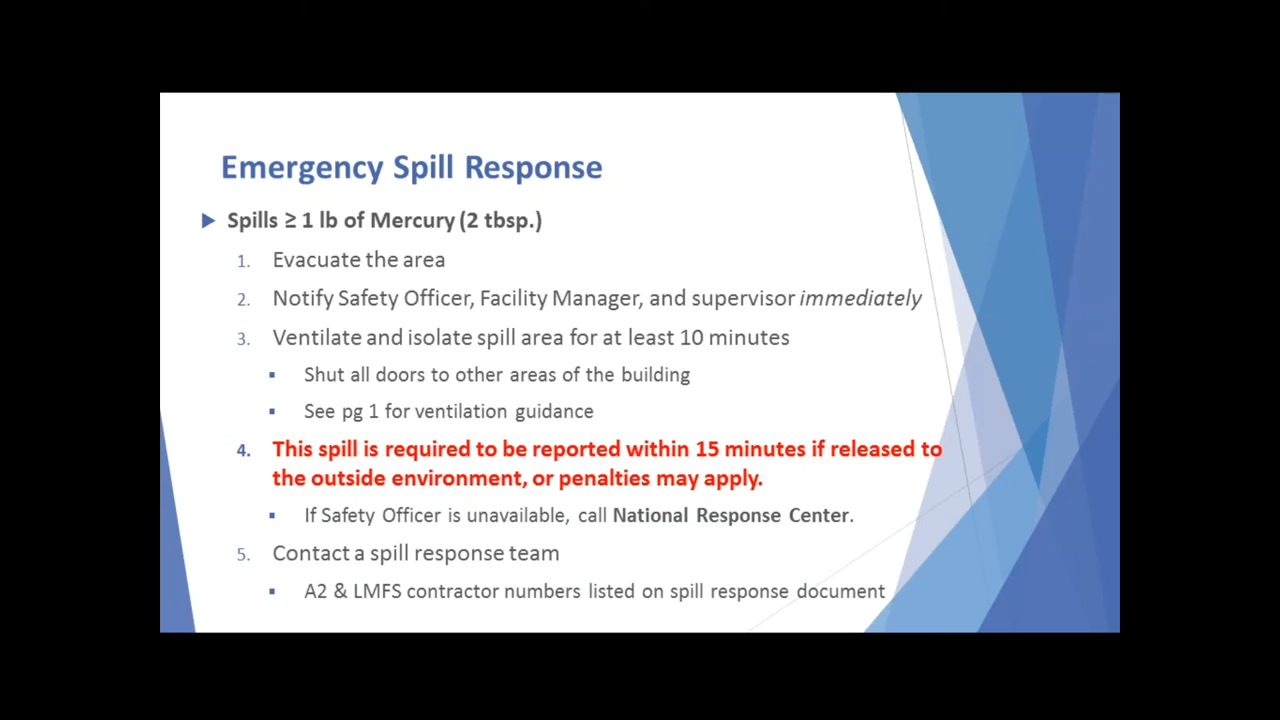 Emergency Spill Response
Spills ≥ 1 lb of Mercury (2 tbsp.)
1. Evacuate the area
2. Notify Safety Officer, Facility Manager, and supervisor immediately
3. Ventilate and isolate spill area for at least 10 minutes
▪ Shut all doors to other areas of the building
▪ See pg 1 for ventilation guidance
4. This spill is required to be reported within 15 minutes if released to
the outside environment, or penalties may apply.
▪ If Safety Officer is unavailable, call National Response Center.
5. Contact a spill response team
▪ A2 & LMFS contractor numbers listed on spill response document